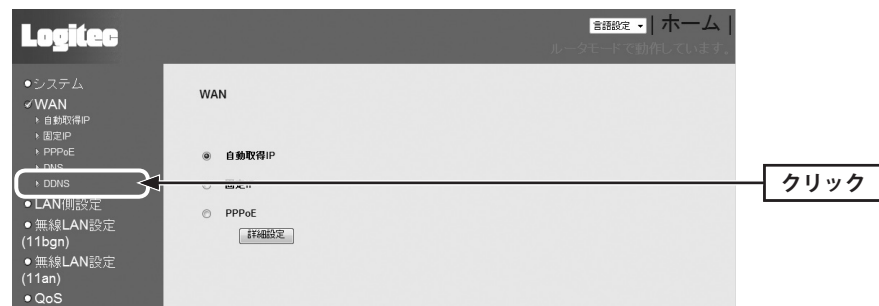 Logitec
言語設定 | ホーム |
ルータモードで動作しています。
●システム
WAN
自動取得IP
固定IP
PPPoE
DNS
DDNS
●LAN側設定
●無線LAN設定
(11bgn)
●無線LAN設定
(11an)
●QoS
WAN
自動取得IP
固定IP
PPPoE
詳細設定
クリック